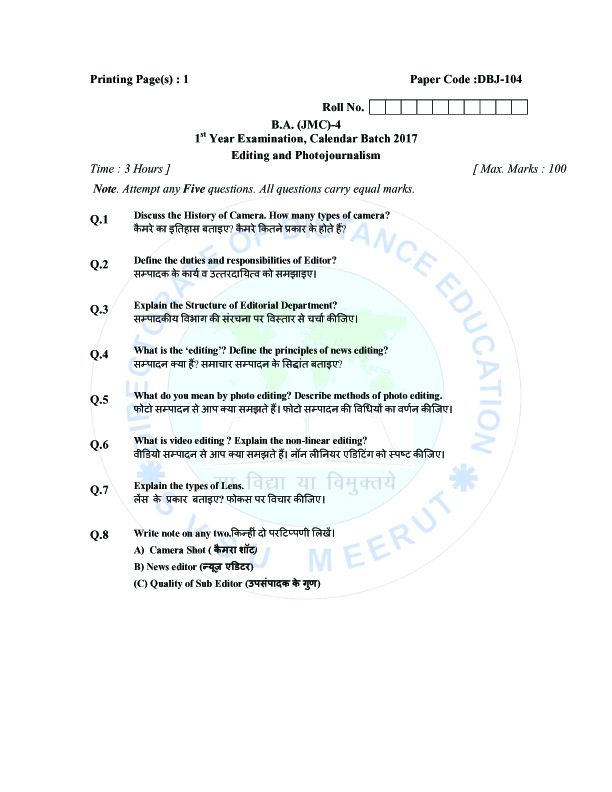 Printing Page(s) : 1 Paper Code :DBJ-104
Roll No.
B.A. (JMC)-4
1st Year Examination, Calendar Batch 2017
Editing and Photojournalism
Time : 3 Hours ] [ Max. Marks : 100
Note. Attempt any Five questions. All questions carry equal marks.
Q.1 Discuss the History of Camera. How many types of camera?
कैमरे का इतिहास बताइए? कैमरे कितने प्रकार के होते हैं?
Q.2 Define the duties and responsibilities of Editor?
सम्पादक के कार्य व उत्तरदायित्व को समझाइए।
Q.3 Explain the Structure of Editorial Department?
सम्पादकीय विभाग की संरचना पर विस्तार से चर्चा कीजिए।
Q.4 What is the ‘editing’? Define the principles of news editing?
सम्पादन क्या हैं? समाचार सम्पादन के सिद्धांत बताइए?
Q.5 What do you mean by photo editing? Describe methods of photo editing.
फोटो सम्पादन से आप क्या समझते हैं। फोटो सम्पादन की विधियों का वर्णन कीजिए।
Q.6 What is video editing ? Explain the non-linear editing?
वीडियो सम्पादन से आप क्या समझते हैं। नॉन लीनियर एडिटिंग को स्पष्ट कीजिए।
Q.7 Explain the types of Lens.
लेंस के प्रकार बताइए? फोकस पर विचार कीजिए।
Q.8 Write note on any two.किन्हीं दो परटिप्पणी लिखें।
A) Camera Shot ( कैमरा शॉट)
B) News editor (न्यूज़ एडिटर)
(C) Quality of Sub Editor (उपसंपादक के गुण)
DIRECTORATE OF DISTANCE EDUCATION
या विद्या या विमुक्तये
S V S U MEERUT